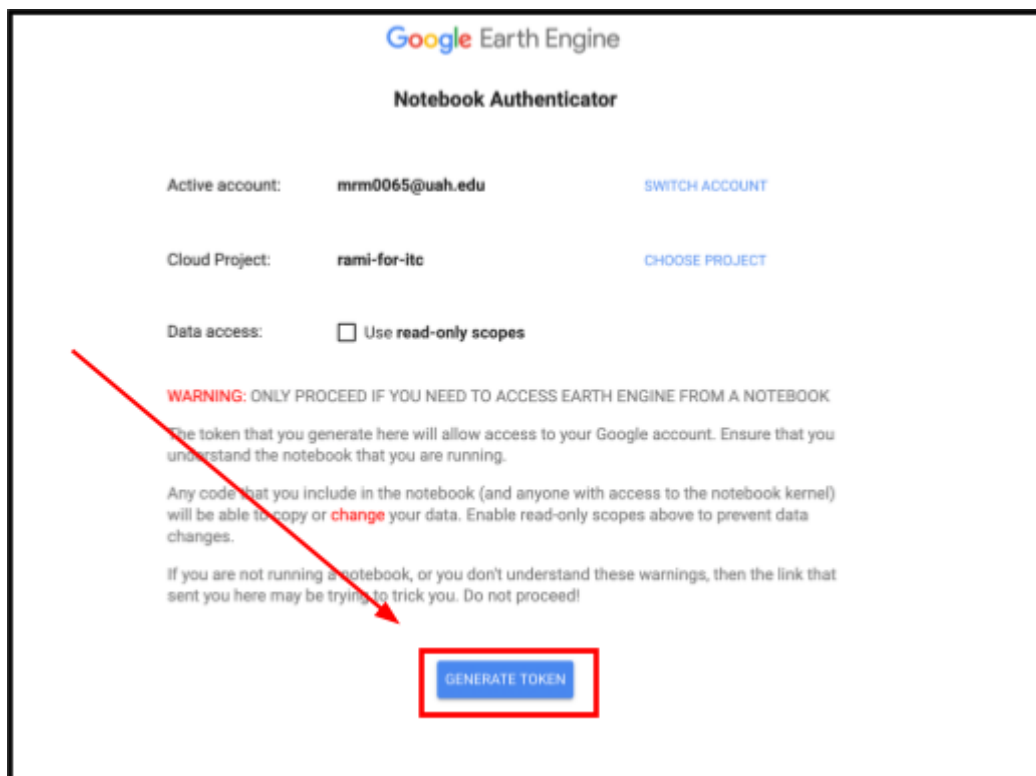 Google Earth Engine
Notebook Authenticator
Active account: mrm0065@uah.edu SWITCH ACCOUNT
Cloud Project: rami-for-itc CHOOSE PROJECT
Data access: Use read-only scopes
WARNING: ONLY PROCEED IF YOU NEED TO ACCESS EARTH ENGINE FROM A NOTEBOOK
The token that you generate here will allow access to your Google account. Ensure that you
understand the notebook that you are running.
Any code that you include in the notebook (and anyone with access to the notebook kernel)
will be able to copy or change your data. Enable read-only scopes above to prevent data
changes.
If you are not running a notebook, or you don't understand these warnings, then the link that
sent you here may be trying to trick you. Do not proceed!
GENERATE TOKEN